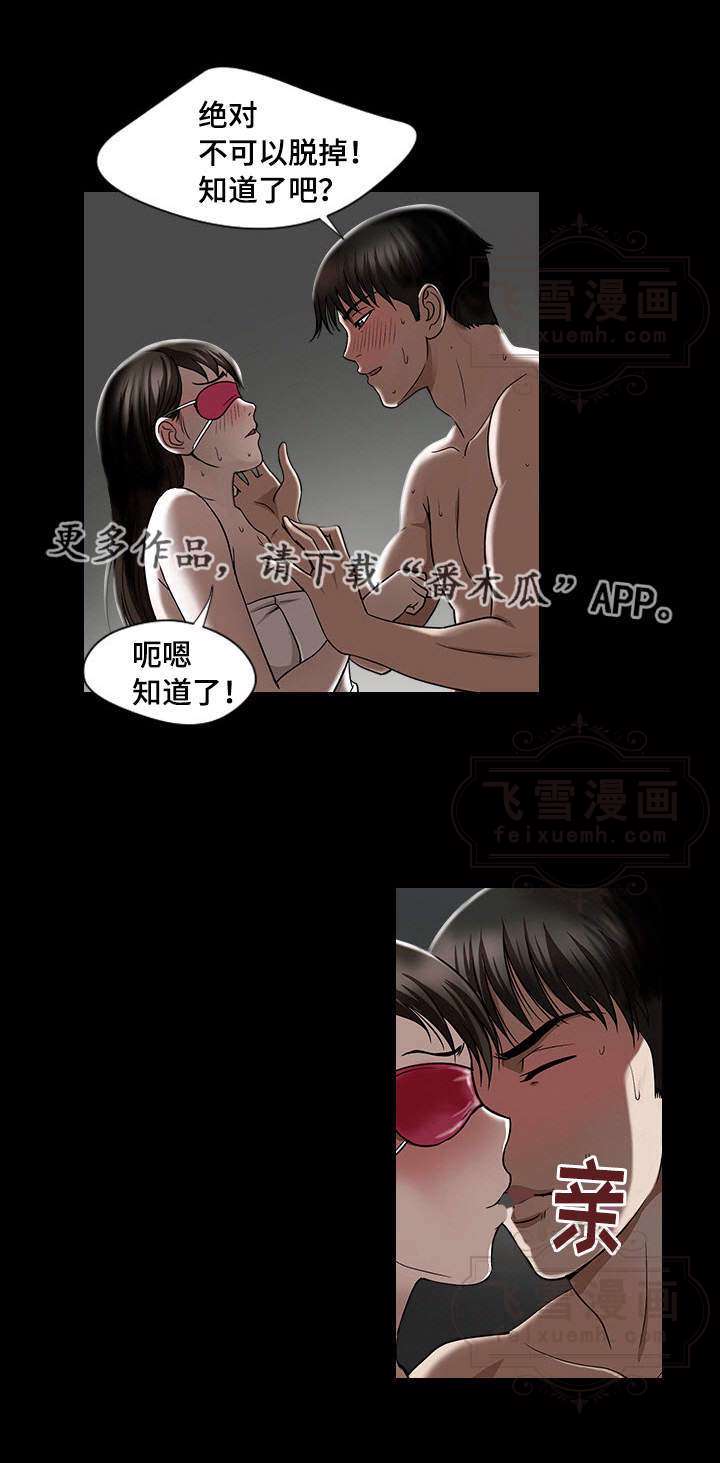 绝对
不可以脱掉！
知道了吧？
飞雪漫画
feixuemh.com
更多作品，请下载“番木瓜”APP。
呃嗯
知道了！
飞雪漫画
feixuemh.com
亲
飞雪漫画
feixuemh.com